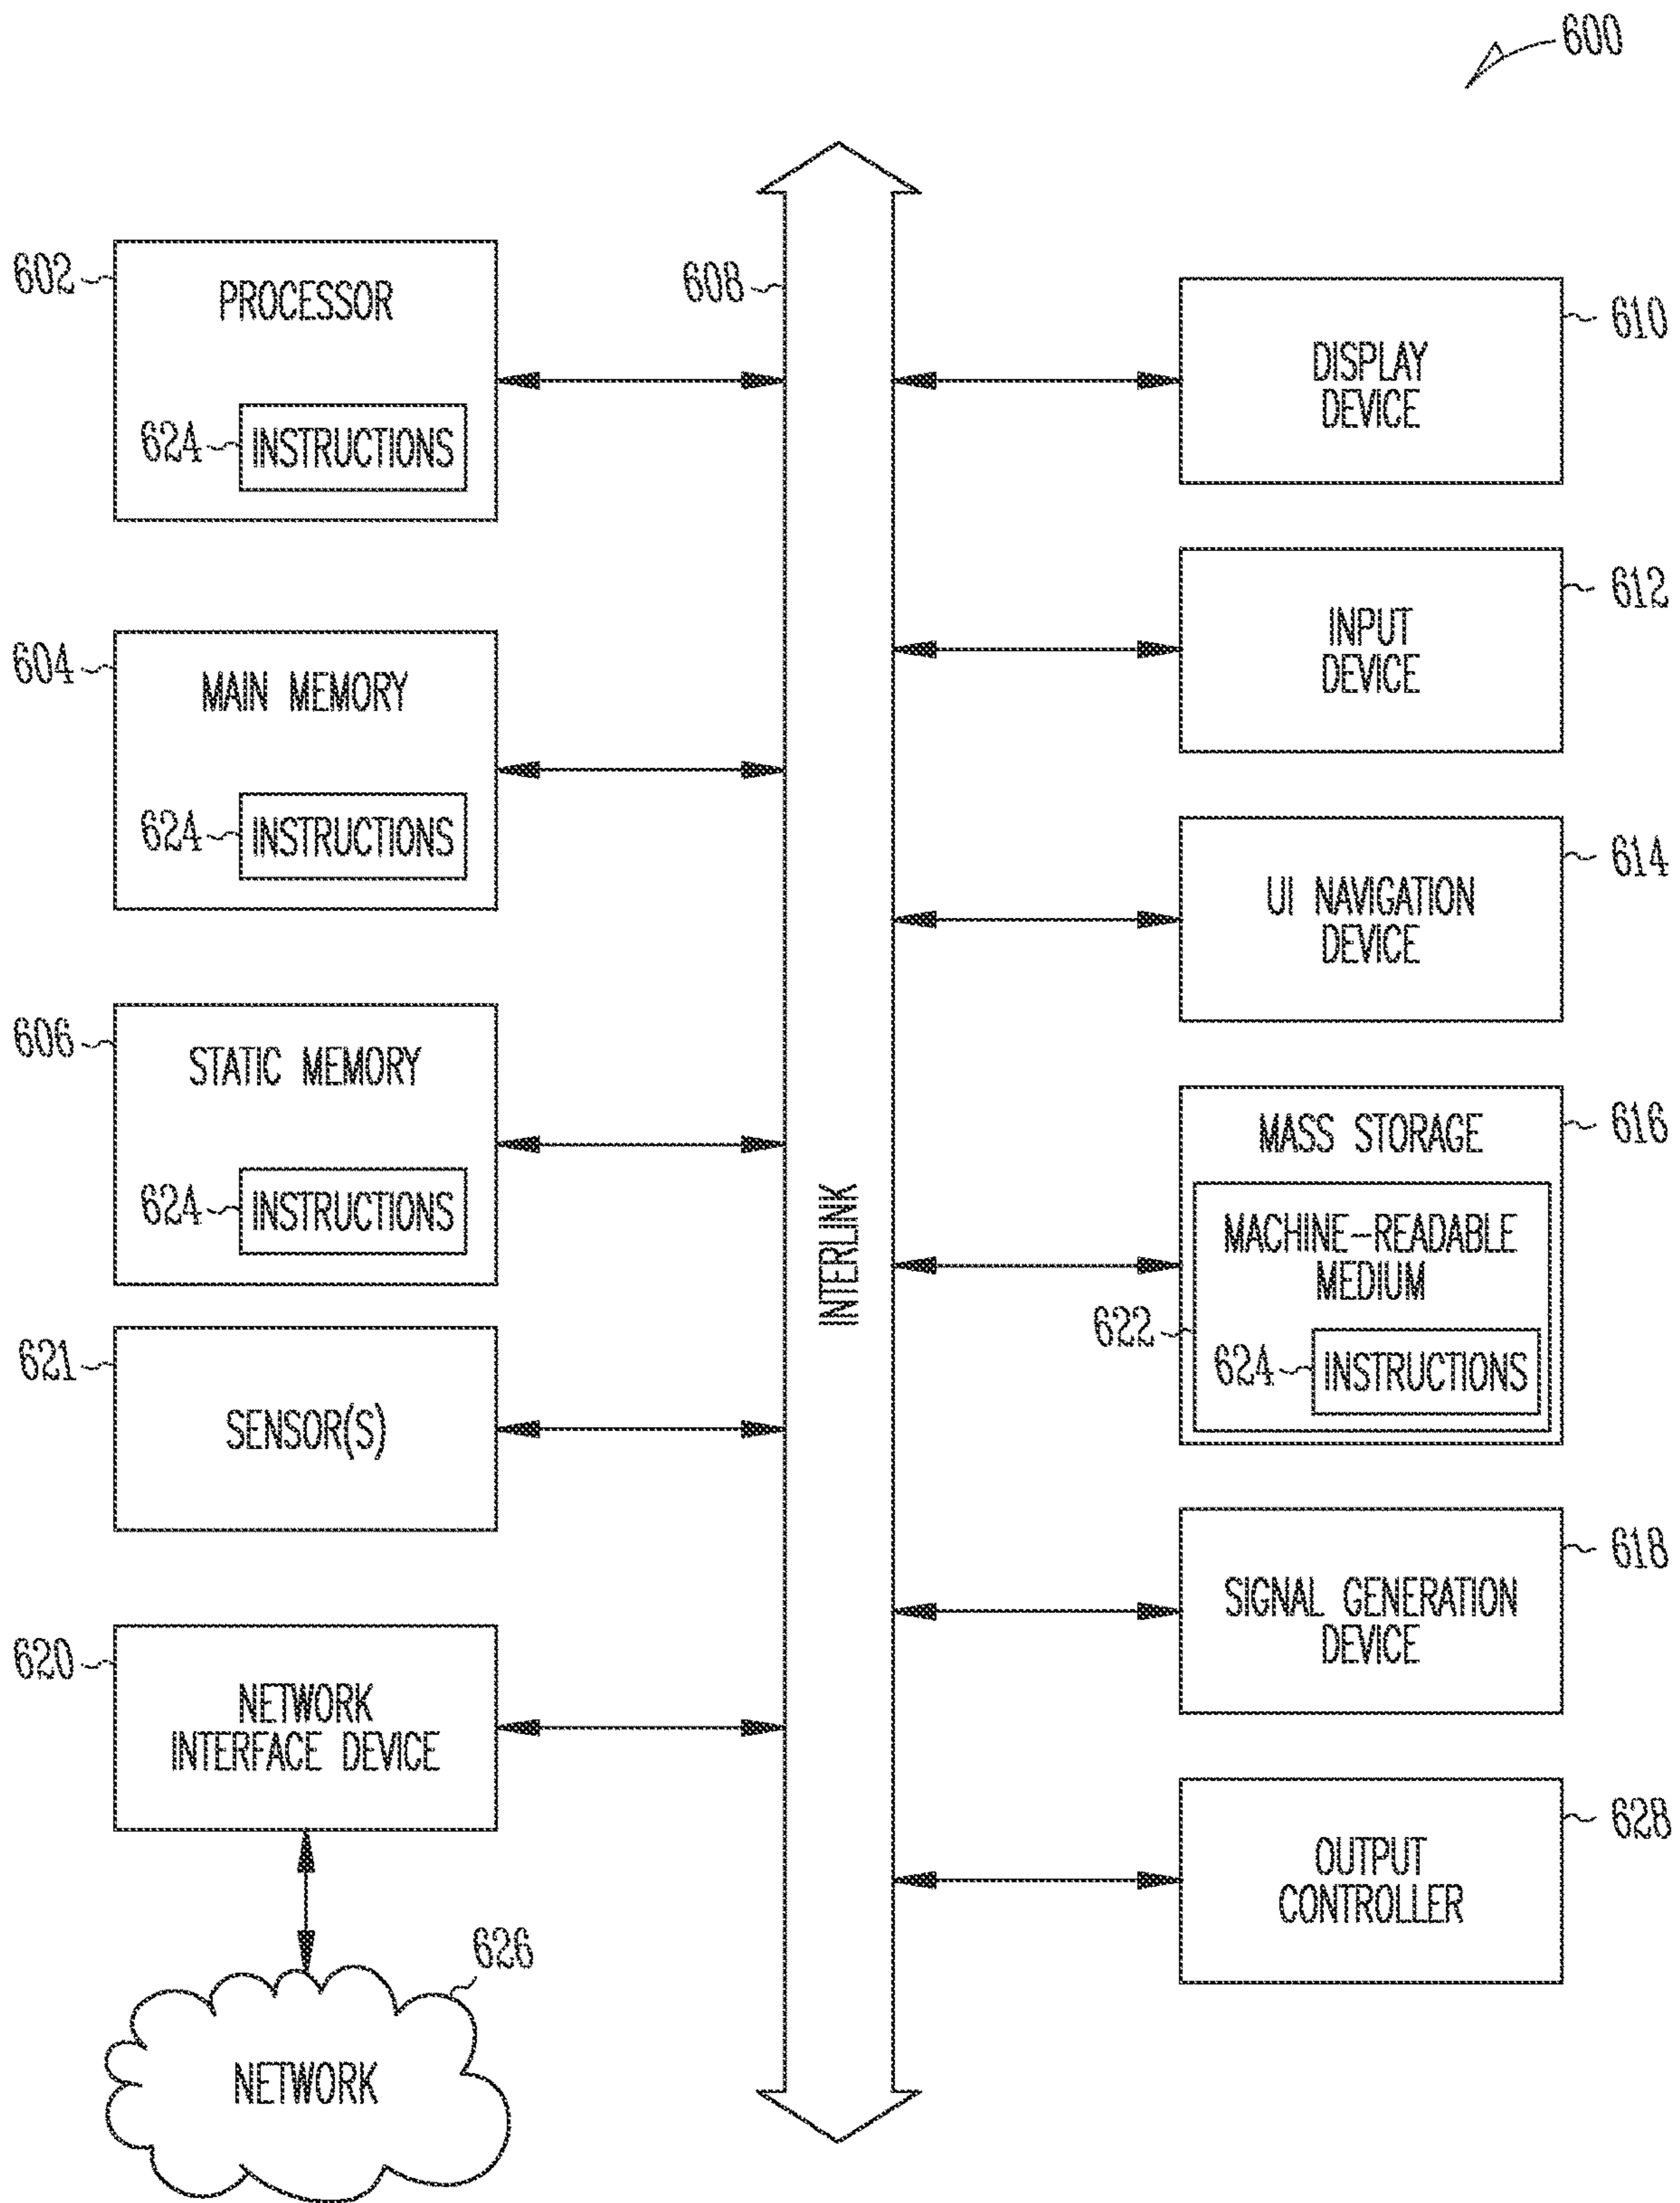 600
602
PROCESSOR
624
INSTRUCTIONS
604
MAIN MEMORY
624
INSTRUCTIONS
606
STATIC MEMORY
624
INSTRUCTIONS
621
SENSOR(S)
620
NETWORK
INTERFACE DEVICE
626
NETWORK
608
INTERLINK
610
DISPLAY
DEVICE
612
INPUT
DEVICE
614
UI NAVIGATION
DEVICE
616
MASS STORAGE
MACHINE-READABLE
MEDIUM
622
624
INSTRUCTIONS
618
SIGNAL GENERATION
DEVICE
628
OUTPUT
CONTROLLER